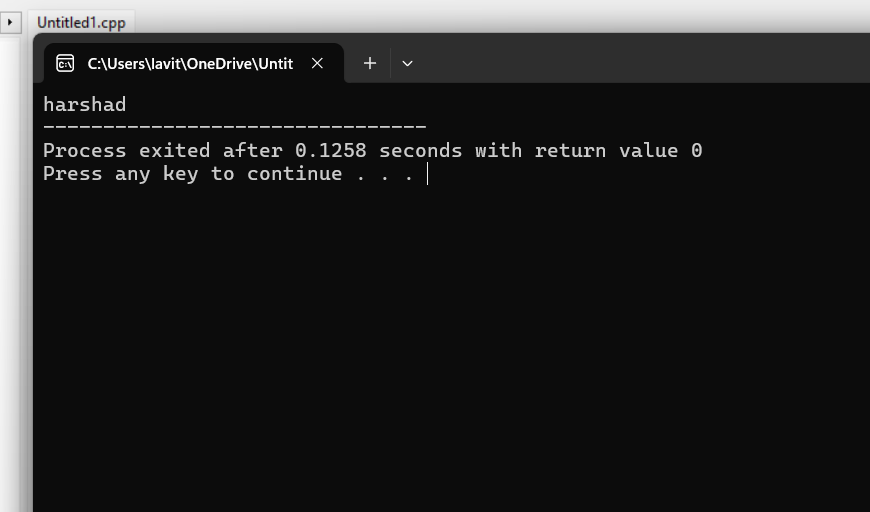 Untitled1.cpp
C:\Users\lavit\OneDrive\Untit
harshad
--------------------------------
Process exited after 0.1258 seconds with return value 0
Press any key to continue . . .